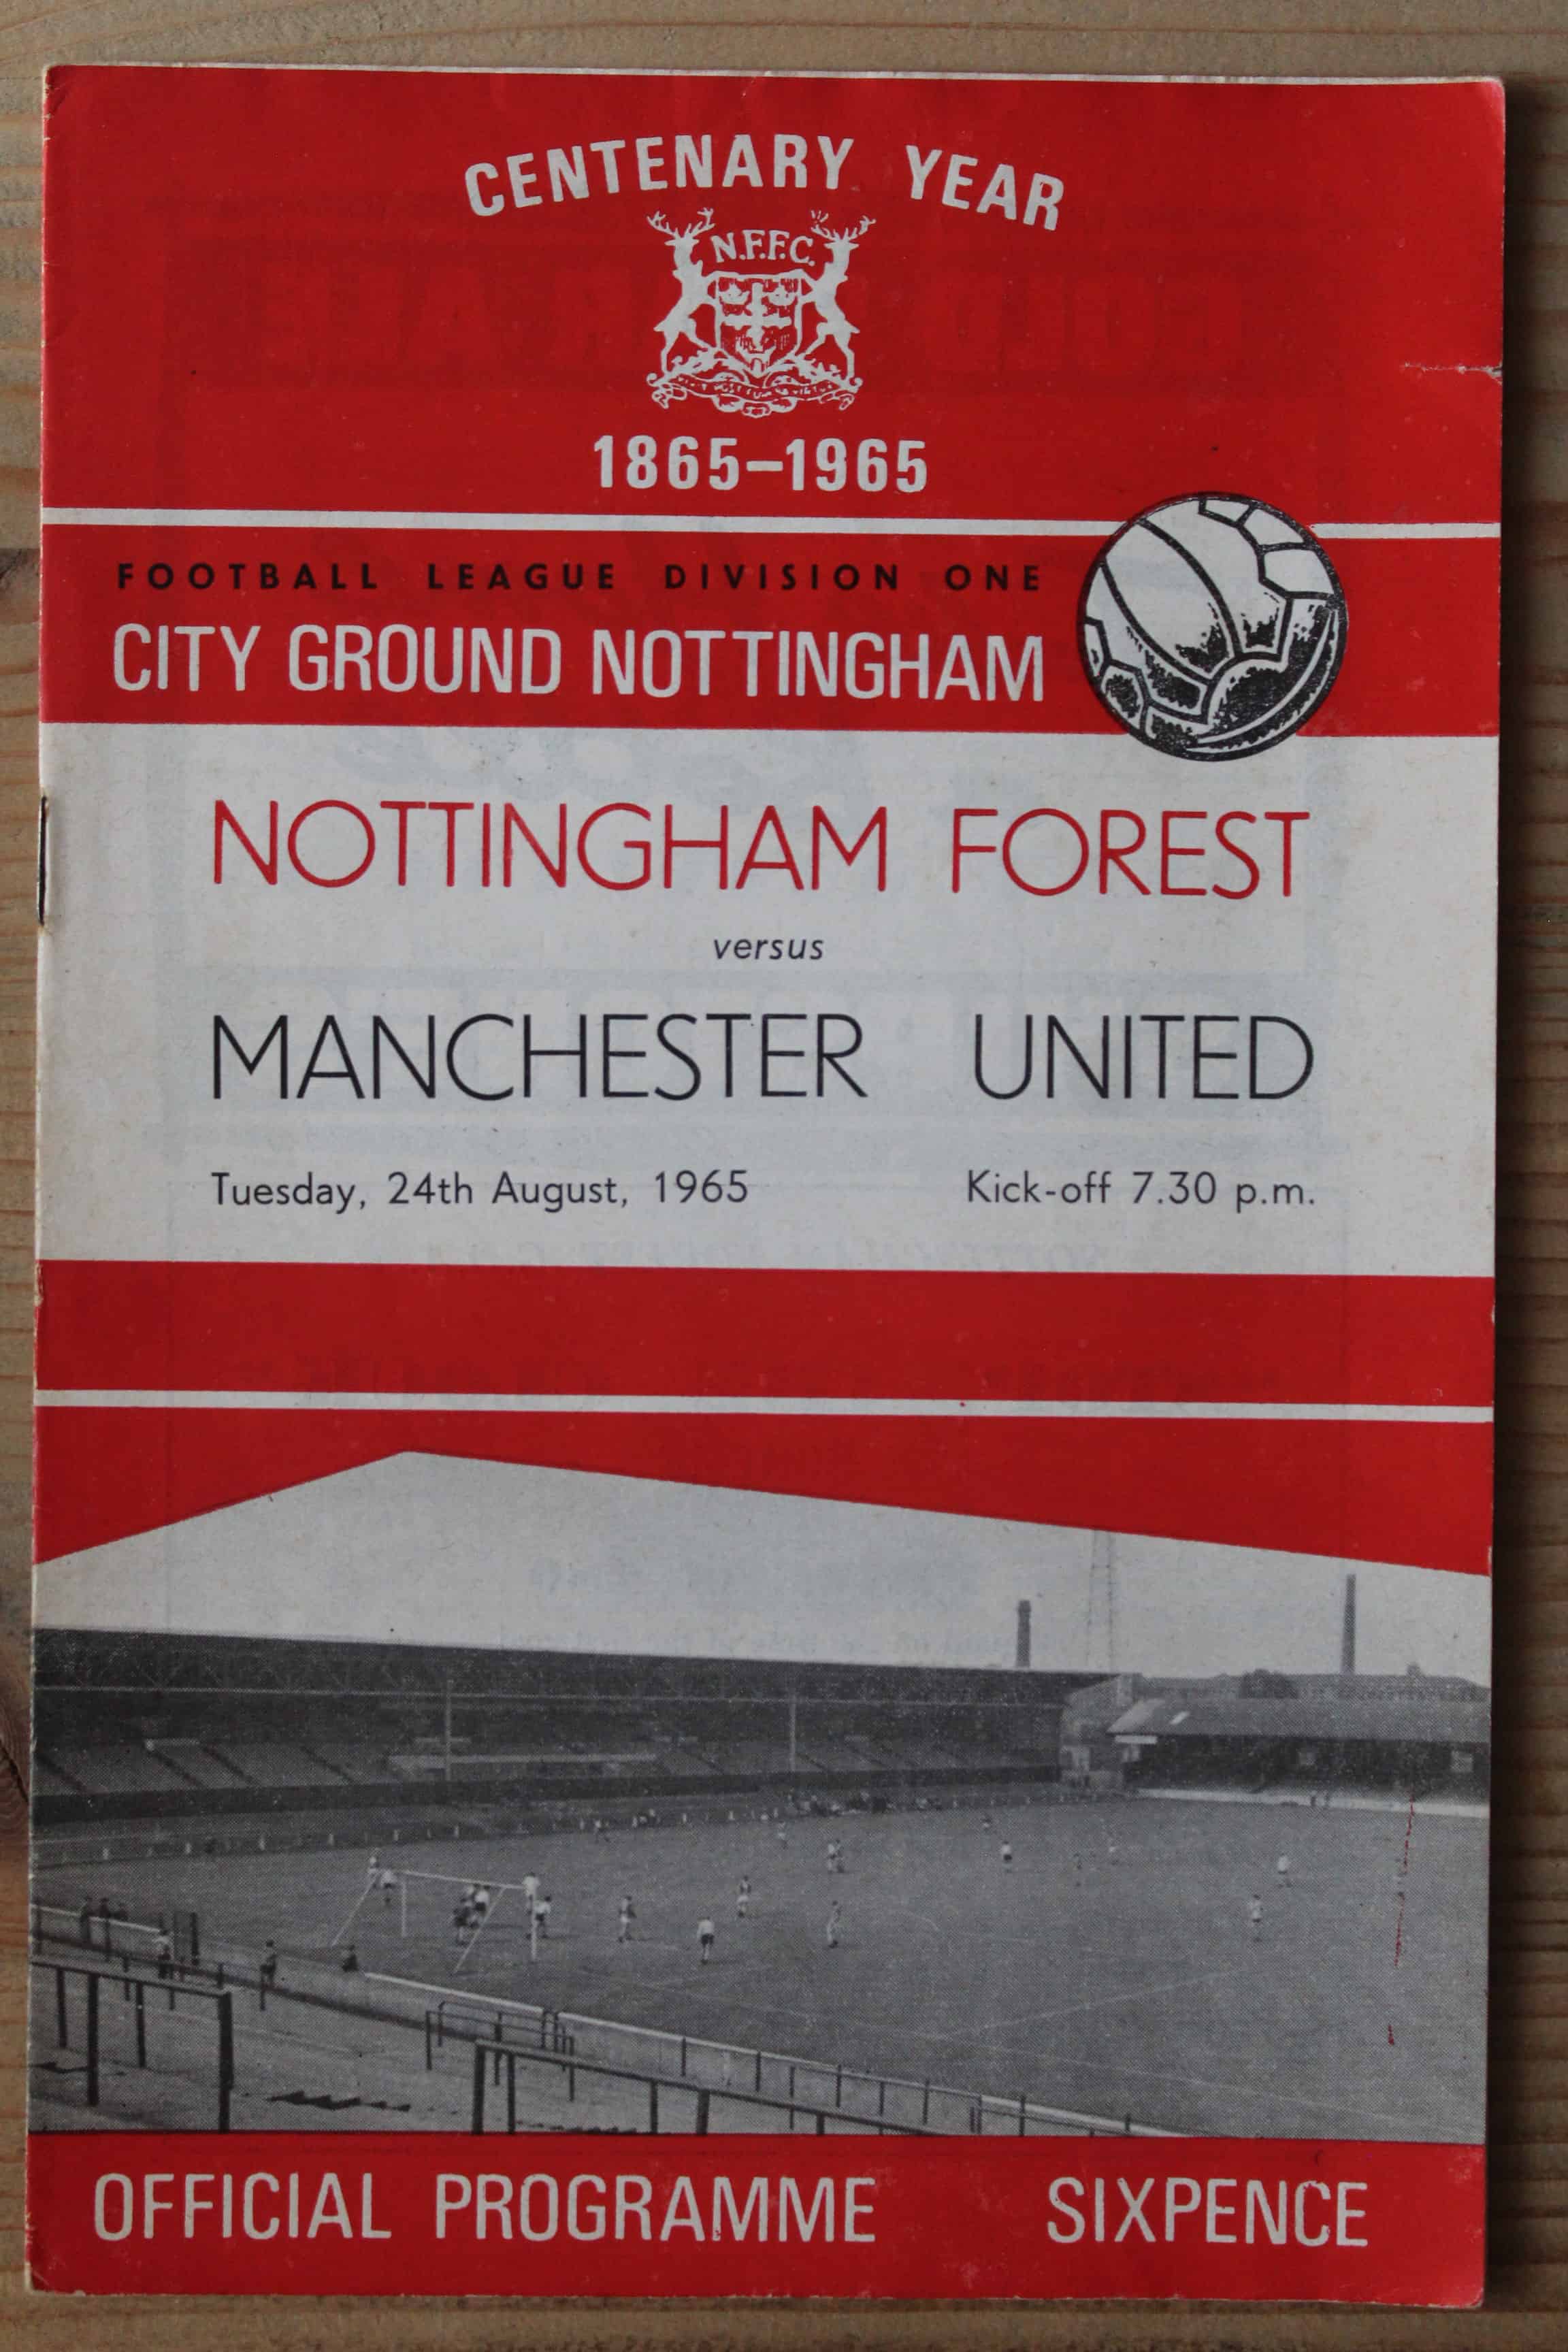 CENTENARY YEAR
N.F.F.C.
1865–1965
FOOTBALL LEAGUE DIVISION ONE
CITY GROUND NOTTINGHAM
NOTTINGHAM FOREST
versus
MANCHESTER UNITED
Tuesday, 24th August, 1965 Kick-off 7.30 p.m.
OFFICIAL PROGRAMME SIXPENCE